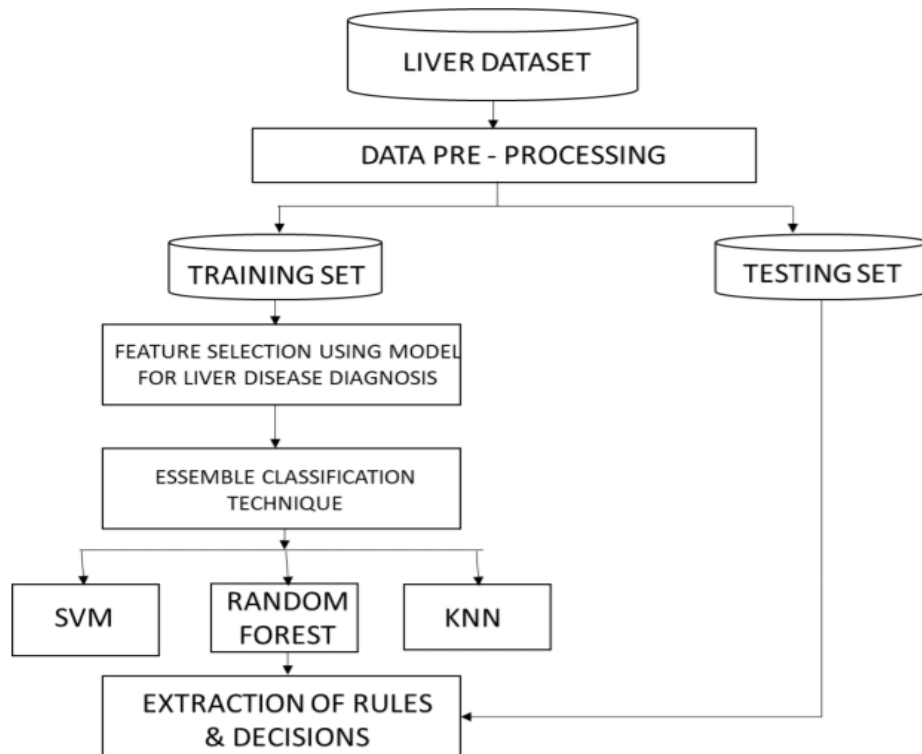 LIVER DATASET
DATA PRE - PROCESSING
TRAINING SET
TESTING SET
FEATURE SELECTION USING MODEL
FOR LIVER DISEASE DIAGNOSIS
ESSEMBLE CLASSIFICATION
TECHNIQUE
SVM
RANDOM
FOREST
KNN
EXTRACTION OF RULES
& DECISIONS